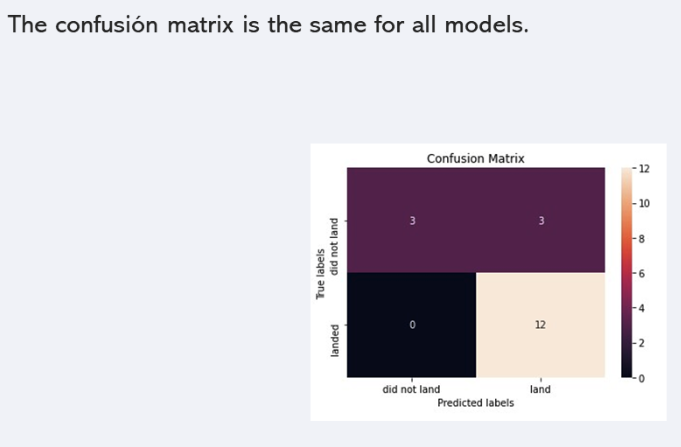 The confusión matrix is the same for all models.
Confusion Matrix
True labels
did not land
landed
3 3
0 12
did not land land
Predicted labels
12
10
8
6
4
2
0